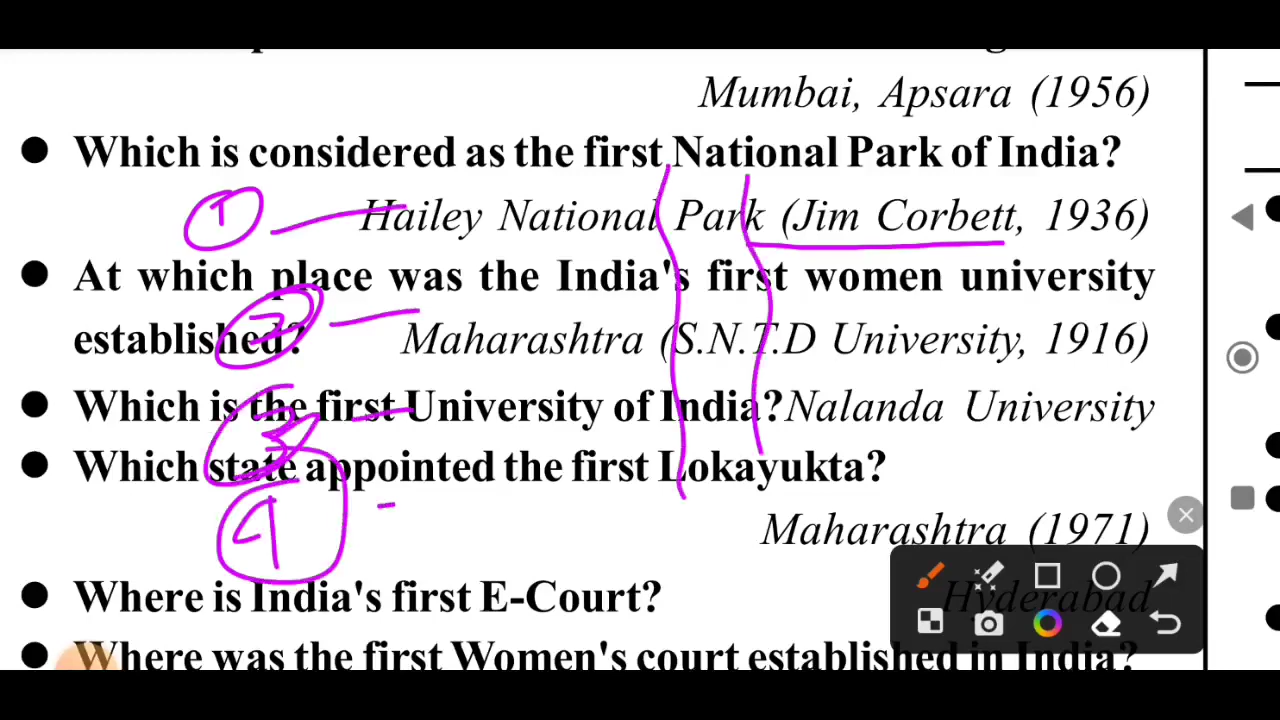 Mumbai, Apsara (1956)
● Which is considered as the first National Park of India?
① Hailey National Park (Jim Corbett, 1936)
● At which place was the India's first women university
established? Maharashtra (S.N.T.D University, 1916)
② 
● Which is the first University of India? Nalanda University
③
● Which state appointed the first Lokayukta?
④ Maharashtra (1971)
● Where is India's first E-Court? Hyderabad
● Where was the first Women's court established in India?